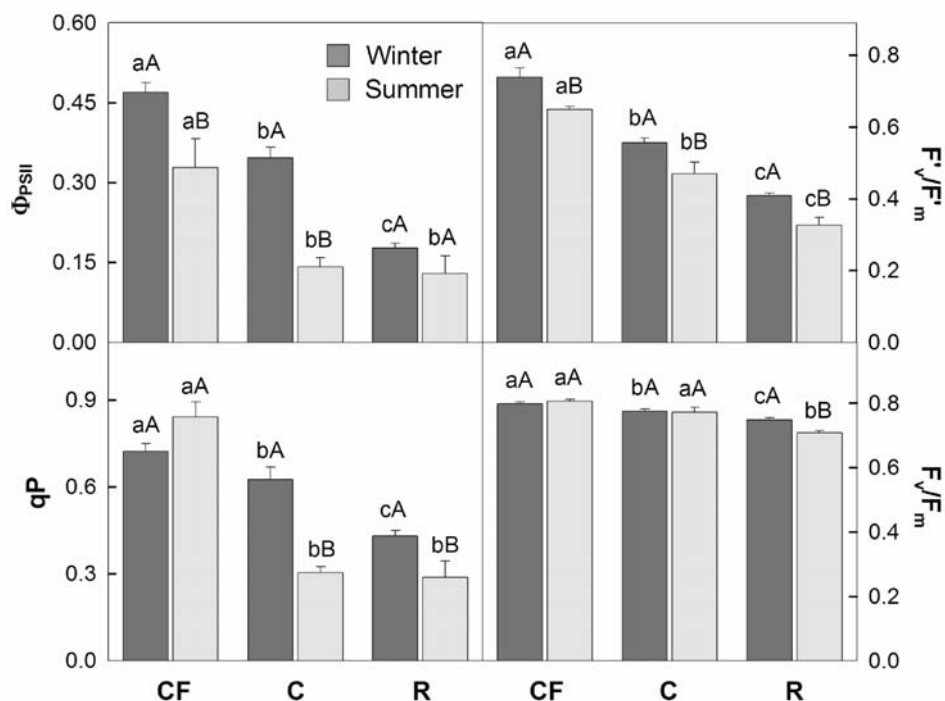 0.60
0.45
0.30
0.15
0.00
ΦPSII
Winter
Summer
aA
aB
bA
bB
cA
bA
aA
aB
bA
bB
cA
cB
0.8
0.6
0.4
0.2
0.0
F'v/F'm
0.9
0.6
0.3
0.0
qP
aA
aA
bA
bB
cA
bB
aA
aA
bA
aA
cA
bB
0.8
0.6
0.4
0.2
0.0
Fv/Fm
CF C R CF C R